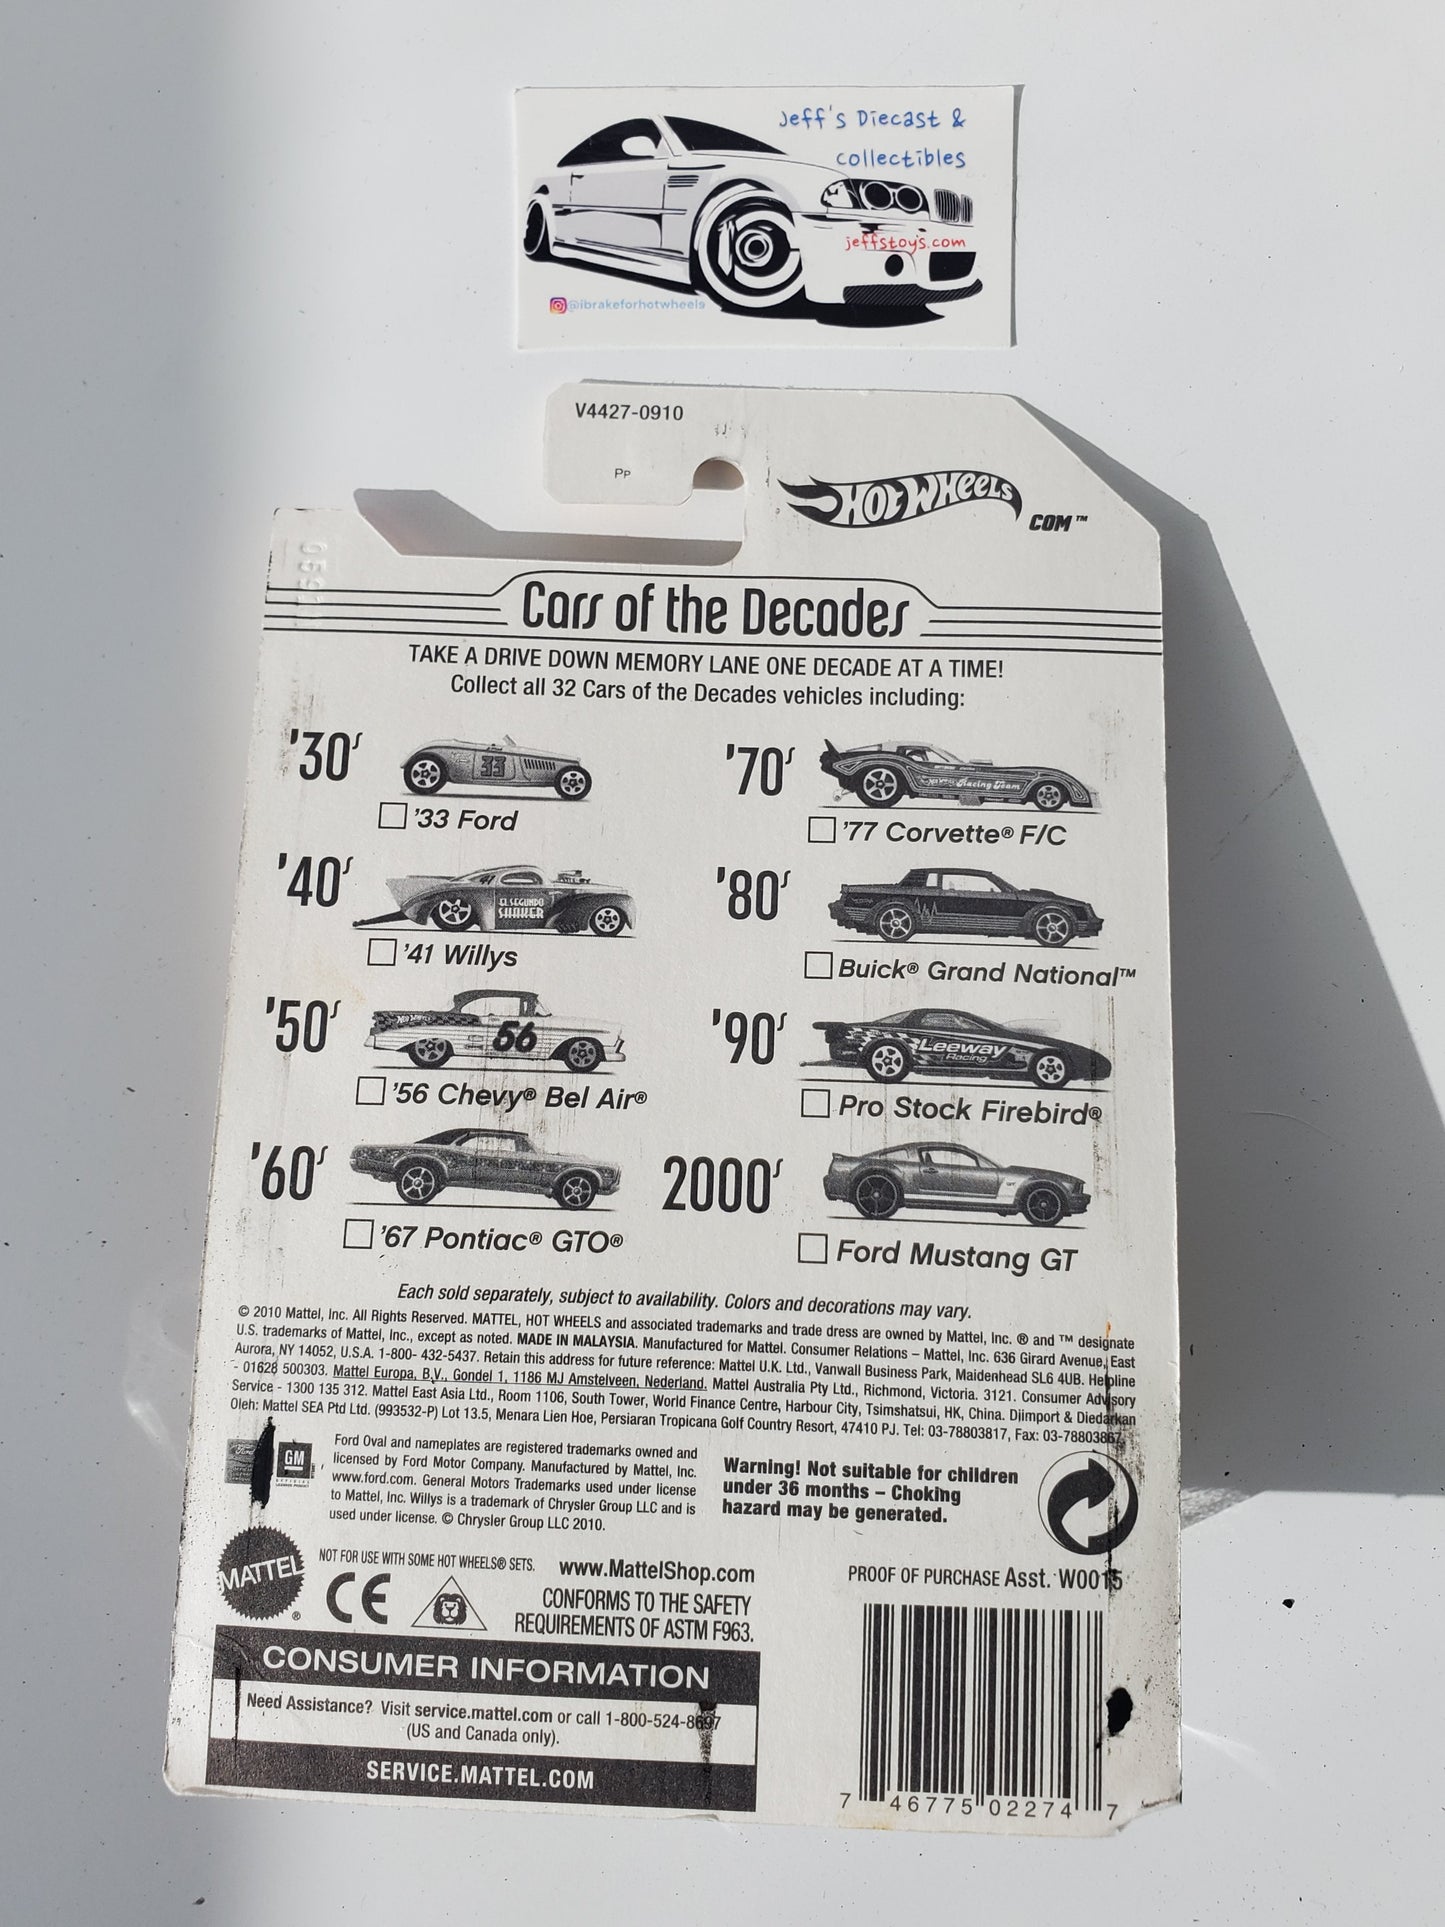 Jeff's Diecast &
collectibles
jeffstoys.com
@ibrakeforhotwheels
V4427-0910
PP
HOT WHEELS
COM™
Cars of the Decades
TAKE A DRIVE DOWN MEMORY LANE ONE DECADE AT A TIME!
Collect all 32 Cars of the Decades vehicles including:
'30s
33
'33 Ford
'40s
41
EL SEGUNDO
SHAKER
'41 Willys
'50s
56
'56 Chevy® Bel Air®
'60s
'67 Pontiac® GTO®
'70s
Racing Team
'77 Corvette® F/C
'80s
Buick® Grand National™
'90s
Leeway
Racing
Pro Stock Firebird®
2000s
Ford Mustang GT
Each sold separately, subject to availability. Colors and decorations may vary.
© 2010 Mattel, Inc. All Rights Reserved. MATTEL, HOT WHEELS and associated trademarks and trade dress are owned by Mattel, Inc. ® and ™ designate
U.S. trademarks of Mattel, Inc., except as noted. MADE IN MALAYSIA. Manufactured for Mattel. Consumer Relations – Mattel, Inc. 636 Girard Avenue, East
Aurora, NY 14052, U.S.A. 1-800- 432-5437. Retain this address for future reference: Mattel U.K. Ltd., Vanwall Business Park, Maidenhead SL6 4UB. Helpline
- 01628 500303. Mattel Europa, B.V., Gondel 1, 1186 MJ Amstelveen, Nederland. Mattel Australia Pty Ltd., Richmond, Victoria. 3121. Consumer Advisory
Service - 1300 135 312. Mattel East Asia Ltd., Room 1106, South Tower, World Finance Centre, Harbour City, Tsimshatsui, HK, China. Diimport & Diedarkan
Oleh: Mattel SEA Ptd Ltd. (993532-P) Lot 13.5, Menara Lien Hoe, Persiaran Tropicana Golf Country Resort, 47410 PJ. Tel: 03-78803817, Fax: 03-78803867.
GM
Ford Oval and nameplates are registered trademarks owned and
licensed by Ford Motor Company. Manufactured by Mattel, Inc.
www.ford.com. General Motors Trademarks used under license
to Mattel, Inc. Willys is a trademark of Chrysler Group LLC and is
used under license. © Chrysler Group LLC 2010.
Warning! Not suitable for children
under 36 months – Choking
hazard may be generated.
MATTEL®
NOT FOR USE WITH SOME HOT WHEELS® SETS.
www.MattelShop.com
CE
CONFORMS TO THE SAFETY
REQUIREMENTS OF ASTM F963.
PROOF OF PURCHASE Asst. W0015
CONSUMER INFORMATION
Need Assistance? Visit service.mattel.com or call 1-800-524-8697
(US and Canada only).
SERVICE.MATTEL.COM
7 46775 02274 7